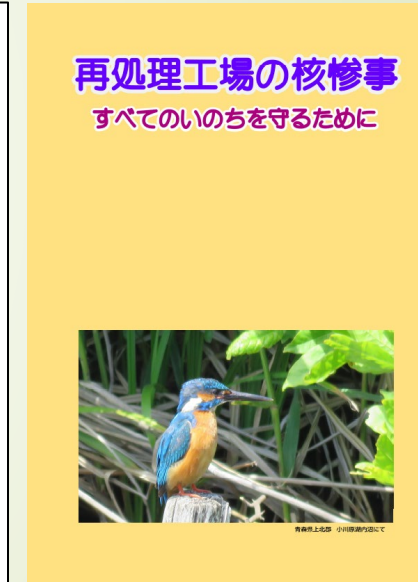 再処理工場の核惨事
すべてのいのちを守るために
青森県上北郡 小川原湖内沼にて